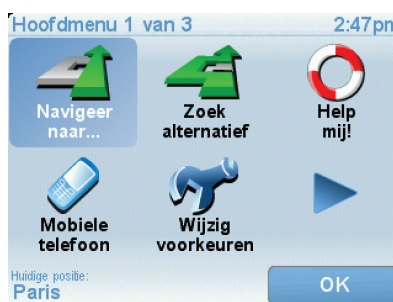 Hoofdmenu 1 van 3 2:47pm
Navigeer naar...
Zoek alternatief
Help mij!
Mobiele telefoon
Wijzig voorkeuren
Huidige positie:
Paris
OK